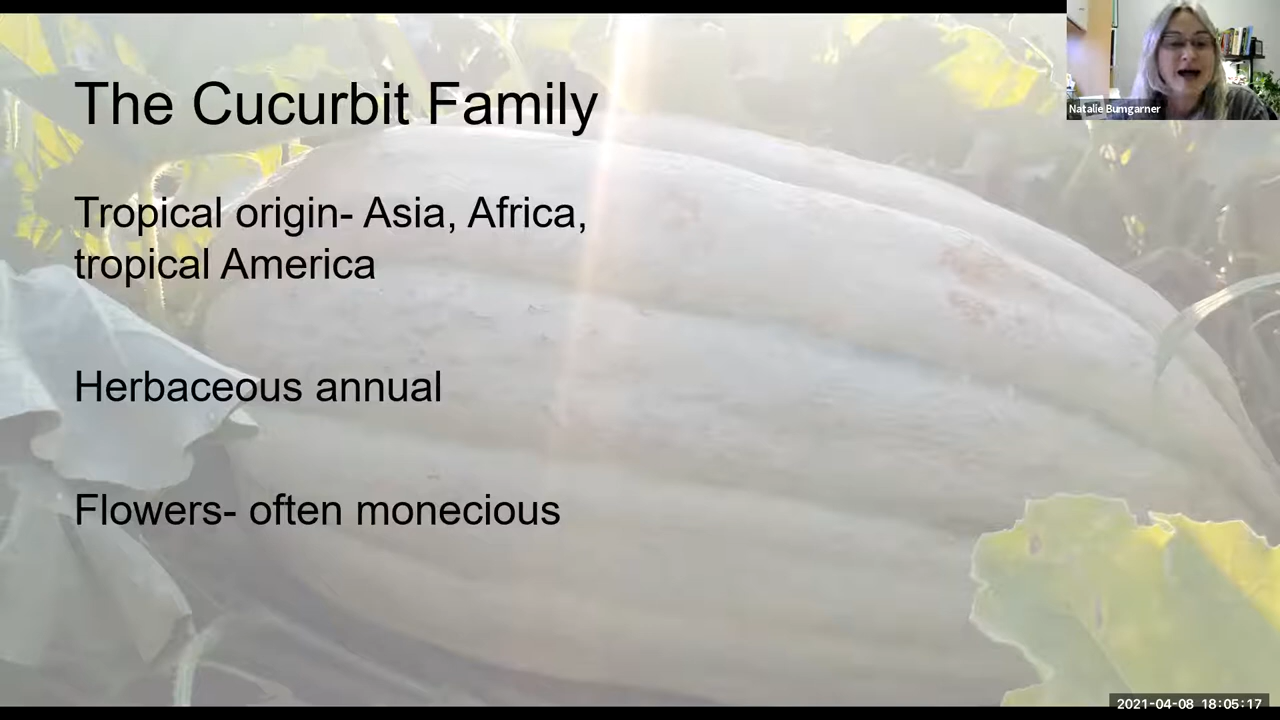 The Cucurbit Family
Natalie Bumgarner
Tropical origin- Asia, Africa,
tropical America
Herbaceous annual
Flowers- often monecious
2021-04-08 18:05:17